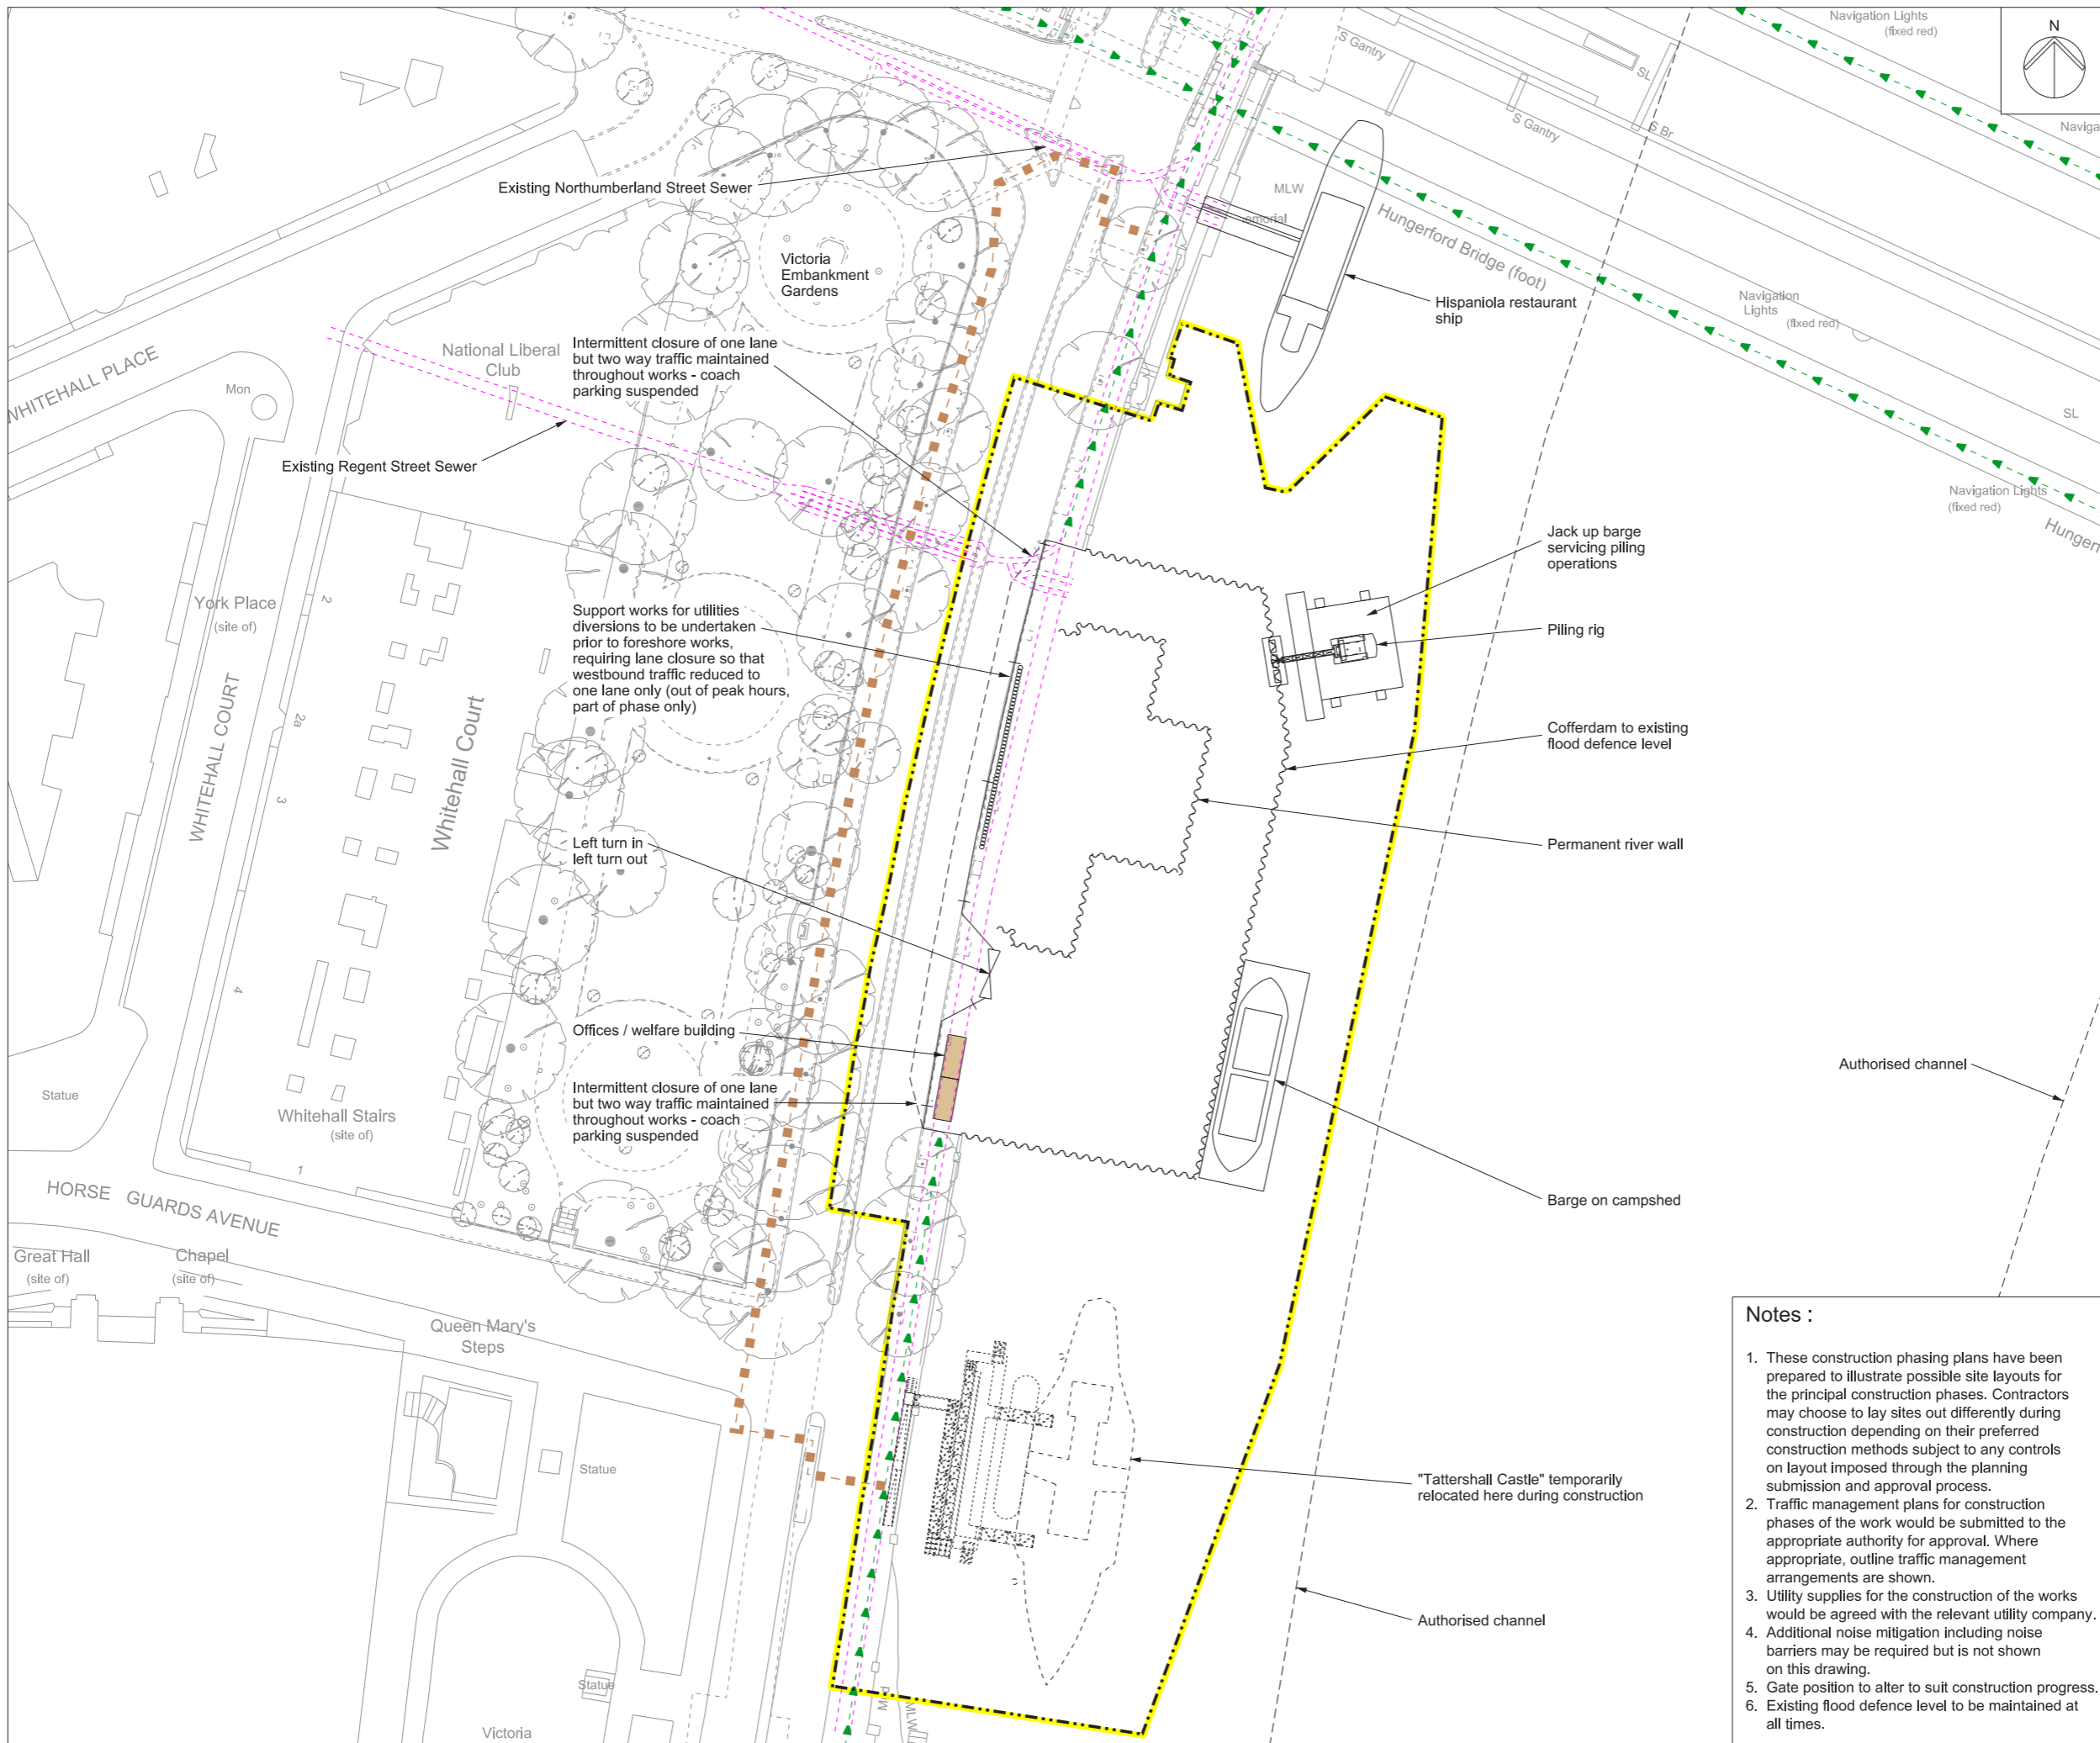 Navigation Lights
(fixed red)
N
S Gantry
SL
S Gantry
S Br
Naviga
Existing Northumberland Street Sewer
MLW
emorial
Hungerford Bridge (foot)
Victoria
Embankment
Gardens
Hispaniola restaurant
ship
Navigation
Lights
(fixed red)
National Liberal
Club
Intermittent closure of one lane
but two way traffic maintained
throughout works - coach
parking suspended
WHITEHALL PLACE
Mon
SL
Existing Regent Street Sewer
Navigation Lights
(fixed red)
Hungerf
Jack up barge
servicing piling
operations
York Place
(site of)
2
Support works for utilities
diversions to be undertaken
prior to foreshore works,
requiring lane closure so that
westbound traffic reduced to
one lane only (out of peak hours,
part of phase only)
Piling rig
WHITEHALL COURT
2a
Whitehall Court
Cofferdam to existing
flood defence level
3
Left turn in
left turn out
Permanent river wall
4
Offices / welfare building
Authorised channel
Statue
Intermittent closure of one lane
but two way traffic maintained
throughout works - coach
parking suspended
Whitehall Stairs
(site of)
1
HORSE GUARDS AVENUE
Barge on campshed
Great Hall
(site of)
Chapel
(site of)
Queen Mary's
Steps
Statue
"Tattershall Castle" temporarily
relocated here during construction
Authorised channel
Statue
MLW
Victoria
Notes :
1. These construction phasing plans have been
prepared to illustrate possible site layouts for
the principal construction phases. Contractors
may choose to lay sites out differently during
construction depending on their preferred
construction methods subject to any controls
on layout imposed through the planning
submission and approval process.
2. Traffic management plans for construction
phases of the work would be submitted to the
appropriate authority for approval. Where
appropriate, outline traffic management
arrangements are shown.
3. Utility supplies for the construction of the works
would be agreed with the relevant utility company.
4. Additional noise mitigation including noise
barriers may be required but is not shown
on this drawing.
5. Gate position to alter to suit construction progress.
6. Existing flood defence level to be maintained at
all times.